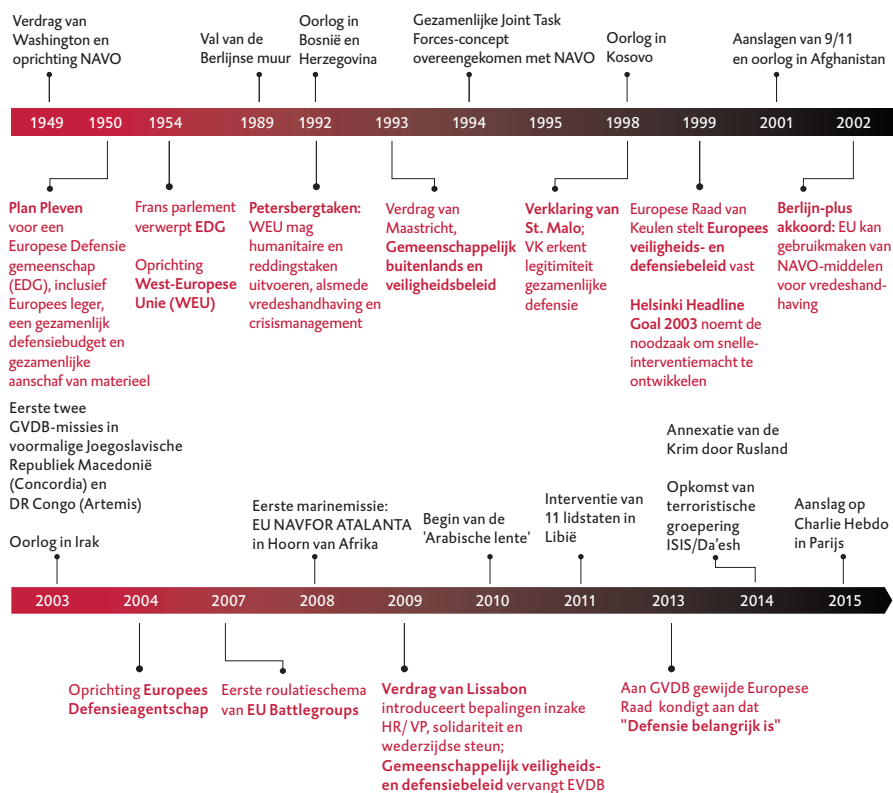 Verdrag van
Washington en
oprichting NAVO
Val van de
Berlijnse muur
Oorlog in
Bosnië en
Herzegovina
Gezamenlijke Joint Task
Forces-concept
overeengekomen met NAVO
Oorlog in
Kosovo
Aanslagen van 9/11
en oorlog in Afghanistan
1949 1950 1954 1989 1992 1993 1994 1995 1998 1999 2001 2002
Plan Pleven
voor een
Europese Defensie
gemeenschap
(EDG), inclusief
Europees leger,
een gezamenlijk
defensiebudget en
gezamenlijke
aanschaf van materieel
Frans parlement
verwerpt EDG
Oprichting
West-Europese
Unie (WEU)
Petersbergtaken:
WEU mag
humanitaire en
reddingstaken
uitvoeren, alsmede
vredeshandhaving en
crisismanagement
Verdrag van
Maastricht,
Gemeenschappelijk
buitenlands en
veiligheidsbeleid
Verklaring van
St. Malo;
VK erkent
legitimiteit
gezamenlijke
defensie
Europese Raad van
Keulen stelt Europees
veiligheids- en
defensiebeleid vast
Helsinki Headline
Goal 2003 noemt de
noodzaak om snelle-
interventiemacht te
ontwikkelen
Berlijn-plus
akkoord: EU kan
gebruikmaken van
NAVO-middelen
voor vredeshand-
having
Eerste twee
GVDB-missies in
voormalige Joegoslavische
Republiek Macedonië
(Concordia) en
DR Congo (Artemis)
Oorlog in Irak
Eerste marinemissie:
EU NAVFOR ATALANTA
in Hoorn van Afrika
Begin van de
'Arabische lente'
Interventie van
11 lidstaten in
Libië
Annexatie van de
Krim door Rusland
Opkomst van
terroristische
groepering
ISIS/Da'esh
Aanslag op
Charlie Hebdo
in Parijs
2003 2004 2007 2008 2009 2010 2011 2013 2014 2015
Oprichting Europees
Defensieagentschap
Eerste roulatieschema
van EU Battlegroups
Verdrag van Lissabon
introduceert bepalingen inzake
HR/ VP, solidariteit en
wederzijdse steun;
Gemeenschappelijk veiligheids-
en defensiebeleid vervangt EVDB
Aan GVDB gewijde Europese
Raad kondigt aan dat
"Defensie belangrijk is"